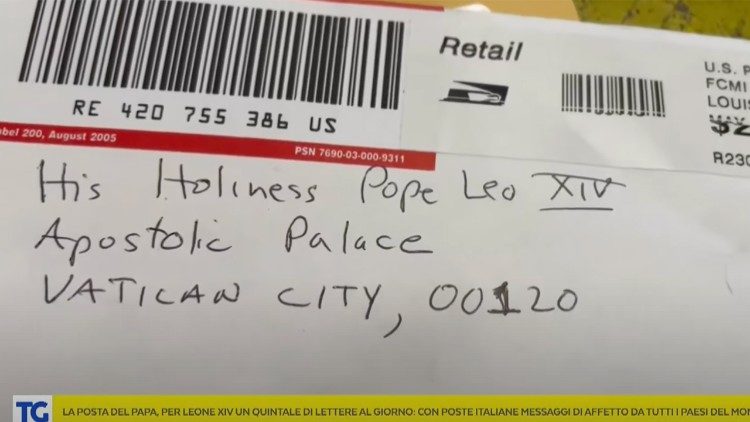 Retail
RE 420 755 386 US
U.S. P
FCMI
LOUIS
R230
bel 200, August 2005
PSN 7690-03-000-9311
His Holiness Pope Leo XIV
Apostolic Palace
VATICAN CITY, 00120
TG
LA POSTA DEL PAPA, PER LEONE XIV UN QUINTALE DI LETTERE AL GIORNO: CON POSTE ITALIANE MESSAGGI DI AFFETTO DA TUTTI I PAESI DEL MON